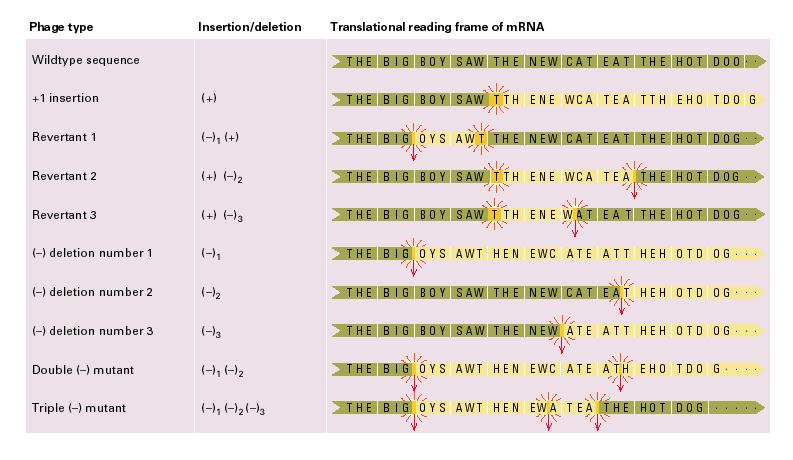 Phage type Insertion/deletion Translational reading frame of mRNA
Wildtype sequence THE BIG BOY SAW THE NEW CAT EAT THE HOT DOO··
+1 insertion (+) THE BIG BOY SAW TTH ENE WCA TEA TTH EHO TDO G
Revertant 1 (–)1 (+) THE BIG OYS AWT THE NEW CAT EAT THE HOT DOG··
Revertant 2 (+) (–)2 THE BIG BOY SAW TTH ENE WCA TEA THE HOT DOG··
Revertant 3 (+) (–)3 THE BIG BOY SAW TTH ENE WAT EAT THE HOT DOG··
(–) deletion number 1 (–)1 THE BIG OYS AWT HEN EWC ATE ATT HEH OTD OG···
(–) deletion number 2 (–)2 THE BIG BOY SAW THE NEW CAT EAT HEH OTD OG···
(–) deletion number 3 (–)3 THE BIG BOY SAW THE NEW ATE ATT HEH OTD OG···
Double (–) mutant (–)1 (–)2 THE BIG OYS AWT HEN EWC ATE ATH EHO TDO G····
Triple (–) mutant (–)1 (–)2 (–)3 THE BIG OYS AWT HEN EWA TEA THE HOT DOG ·····